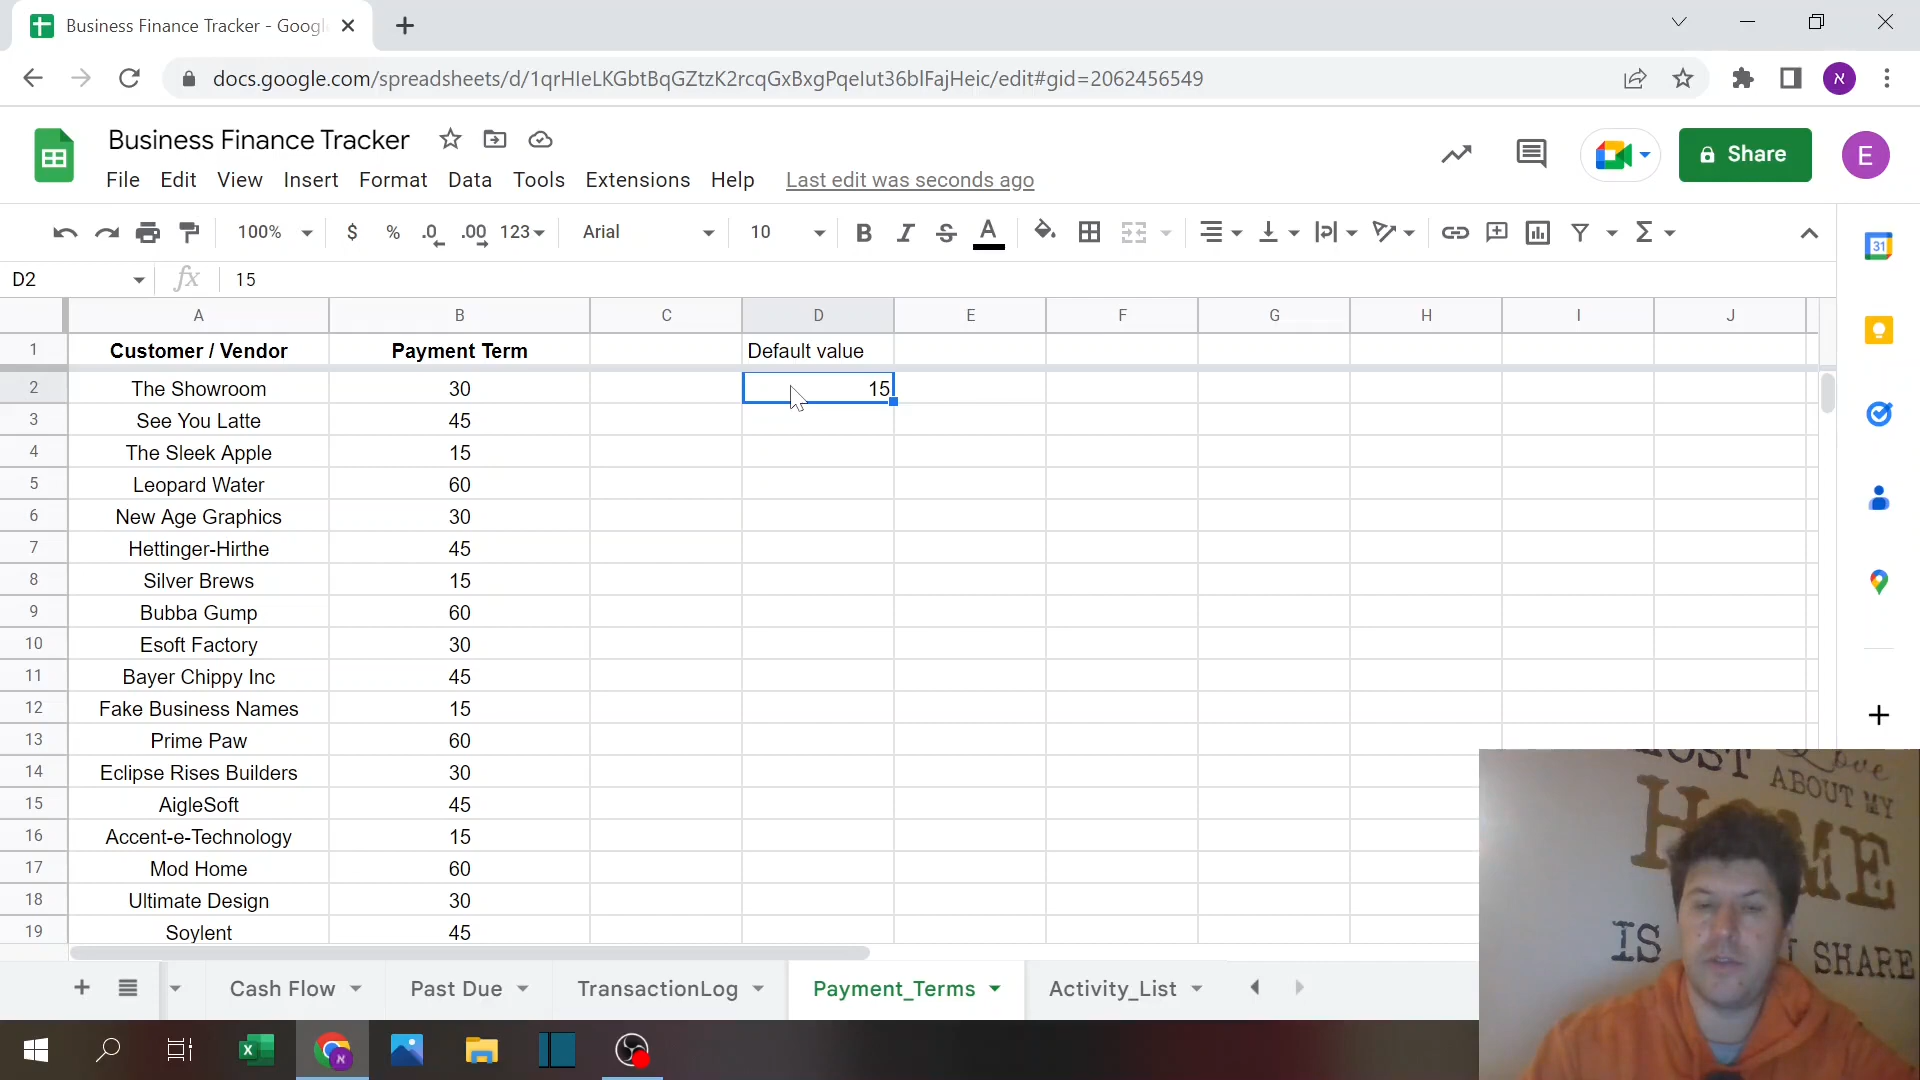 Business Finance Tracker - Googl
docs.google.com/spreadsheets/d/1qrHIeLKGbtBqGZtzK2rcqGxBxgPqeIut36blFajHeic/edit#gid=2062456549
א
Business Finance Tracker
File Edit View Insert Format Data Tools Extensions Help Last edit was seconds ago
Share
E
100% $ % .0 .00 123 Arial 10 B I S A Σ
31
D2 fx 15
A B C D E F G H I J
1 Customer / Vendor Payment Term Default value
2 The Showroom 30 15
3 See You Latte 45
4 The Sleek Apple 15
5 Leopard Water 60
6 New Age Graphics 30
7 Hettinger-Hirthe 45
8 Silver Brews 15
9 Bubba Gump 60
10 Esoft Factory 30
11 Bayer Chippy Inc 45
12 Fake Business Names 15
13 Prime Paw 60
14 Eclipse Rises Builders 30
15 AigleSoft 45
16 Accent-e-Technology 15
17 Mod Home 60
18 Ultimate Design 30
19 Soylent 45
Love
ABOUT MY
HOME
IS
SHARE
Cash Flow Past Due TransactionLog Payment_Terms Activity_List